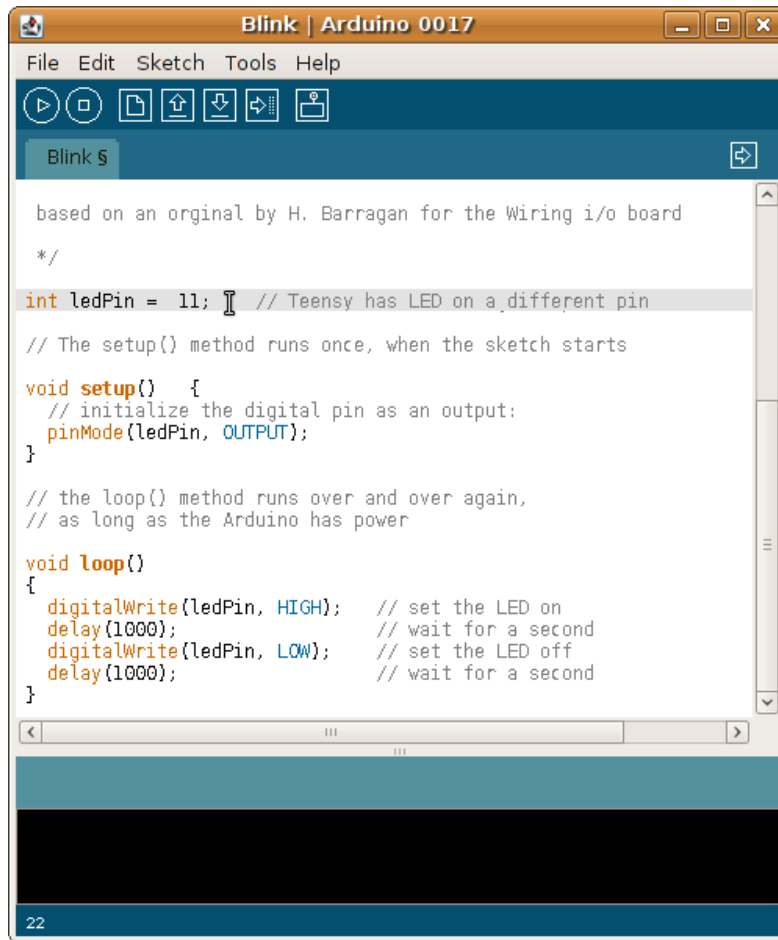 Blink | Arduino 0017
File Edit Sketch Tools Help
Blink §
based on an orginal by H. Barragan for the Wiring i/o board
*/
int ledPin =  11;    // Teensy has LED on a different pin
// The setup() method runs once, when the sketch starts
void setup()   {
  // initialize the digital pin as an output:
  pinMode(ledPin, OUTPUT);
}
// the loop() method runs over and over again,
// as long as the Arduino has power
void loop()
{
  digitalWrite(ledPin, HIGH);   // set the LED on
  delay(1000);                  // wait for a second
  digitalWrite(ledPin, LOW);    // set the LED off
  delay(1000);                  // wait for a second
}
22